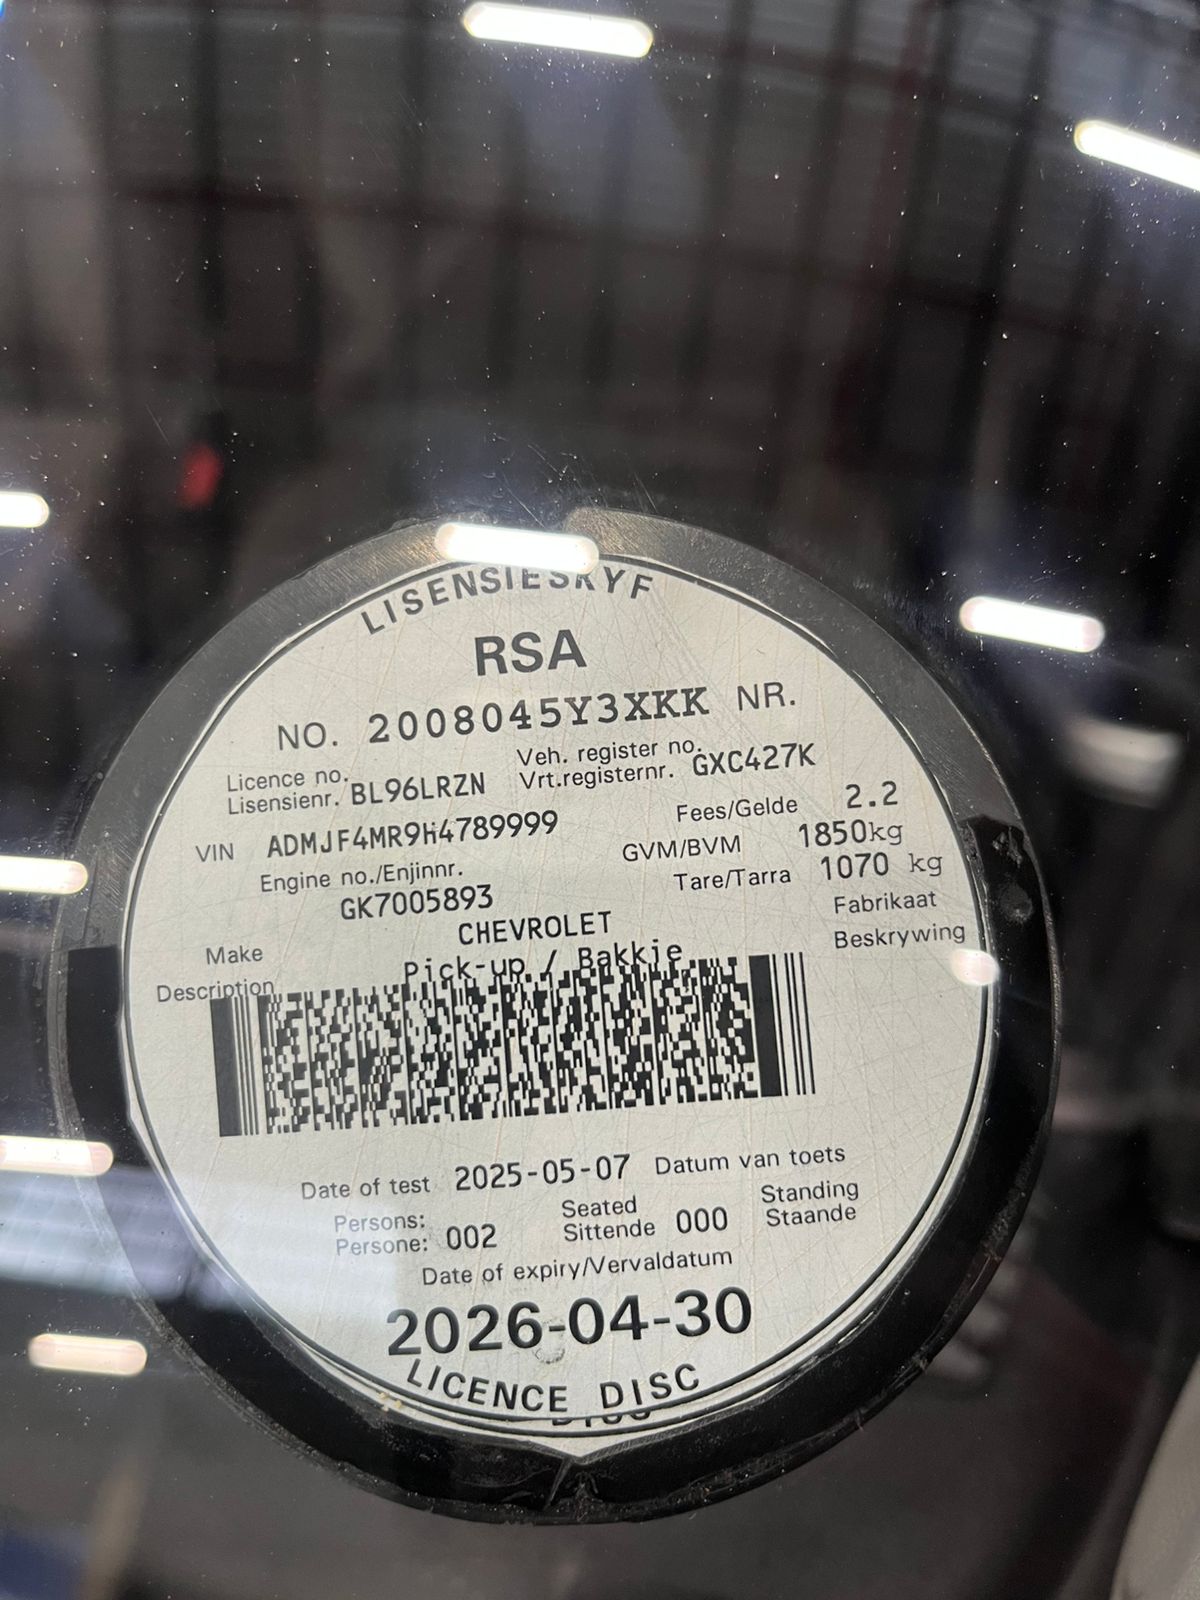 LISENSIESKYF
RSA
NO. 2008045Y3XKK NR.
Licence no. Veh. register no.
Lisensienr. BL96LRZN Vrt.registernr. GXC427K
VIN ADMJF4MR9H4789999 Fees/Gelde 2.2
Engine no./Enjinnr. GVM/BVM 1850kg
GK7005893 Tare/Tarra 1070 kg
Make CHEVROLET Fabrikaat
Description Pick-up / Bakkie Beskrywing
Date of test 2025-05-07 Datum van toets
Persons: Seated Standing
Persone: 002 Sittende 000 Staande
Date of expiry/Vervaldatum
2026-04-30
LICENCE DISC